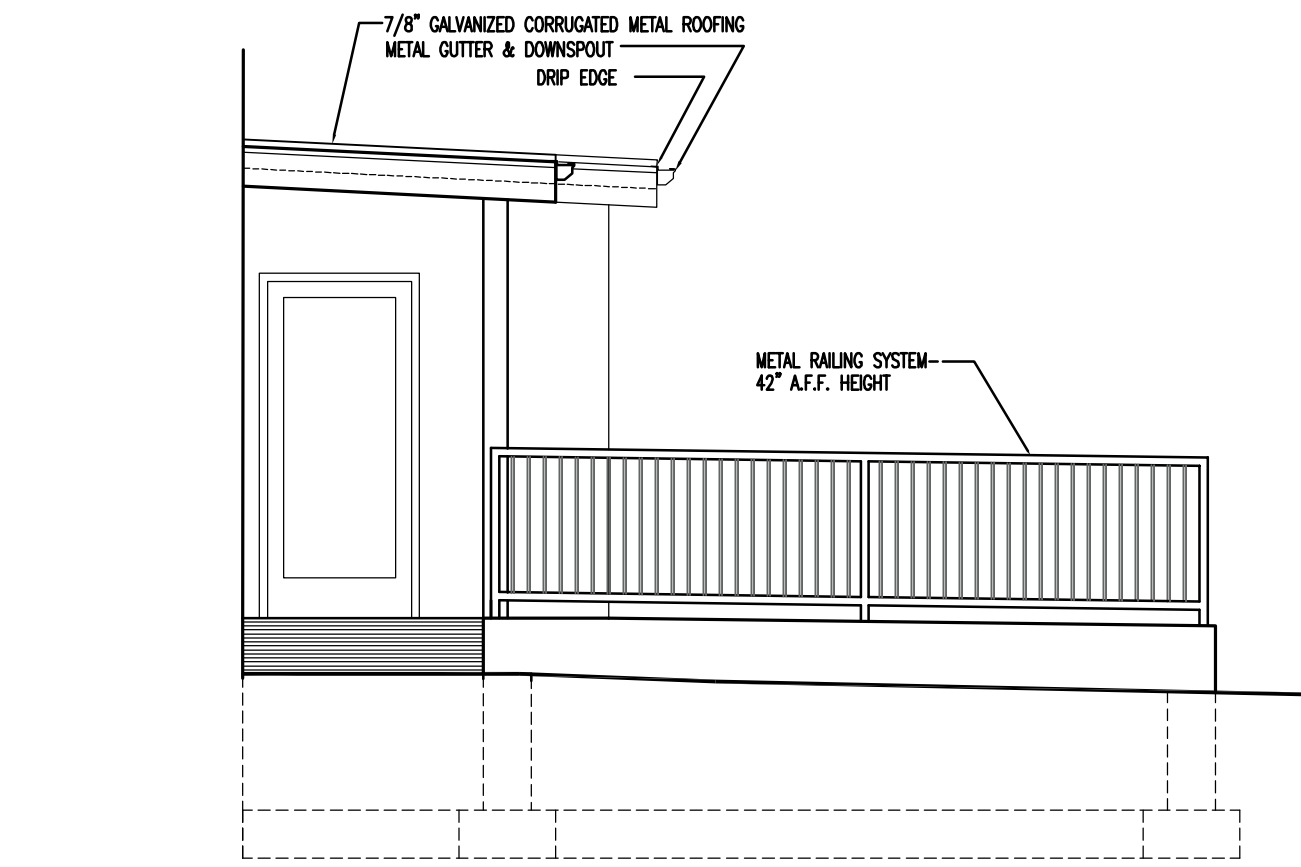 7/8" GALVANIZED CORRUGATED METAL ROOFING
METAL GUTTER & DOWNSPOUT
DRIP EDGE
METAL RAILING SYSTEM
42" A.F.F. HEIGHT